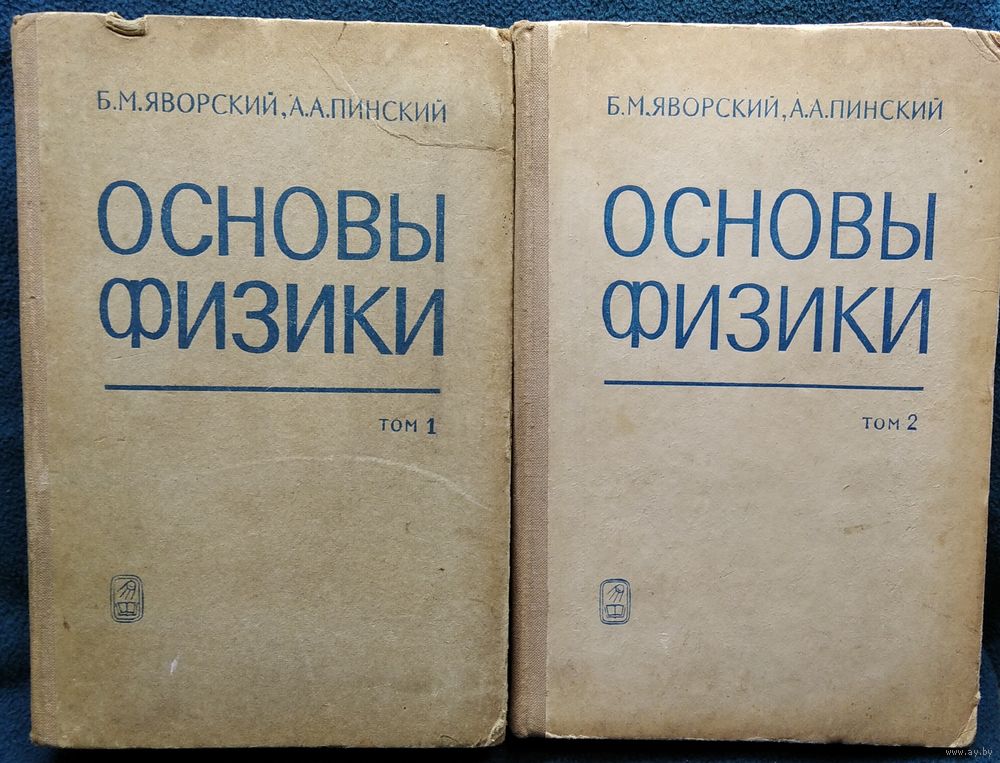 Б.М.ЯВОРСКИЙ, А.А.ПИНСКИЙ
ОСНОВЫ
ФИЗИКИ
ТОМ 1
Б.М.ЯВОРСКИЙ, А.А.ПИНСКИЙ
ОСНОВЫ
ФИЗИКИ
ТОМ 2
www.ay.by